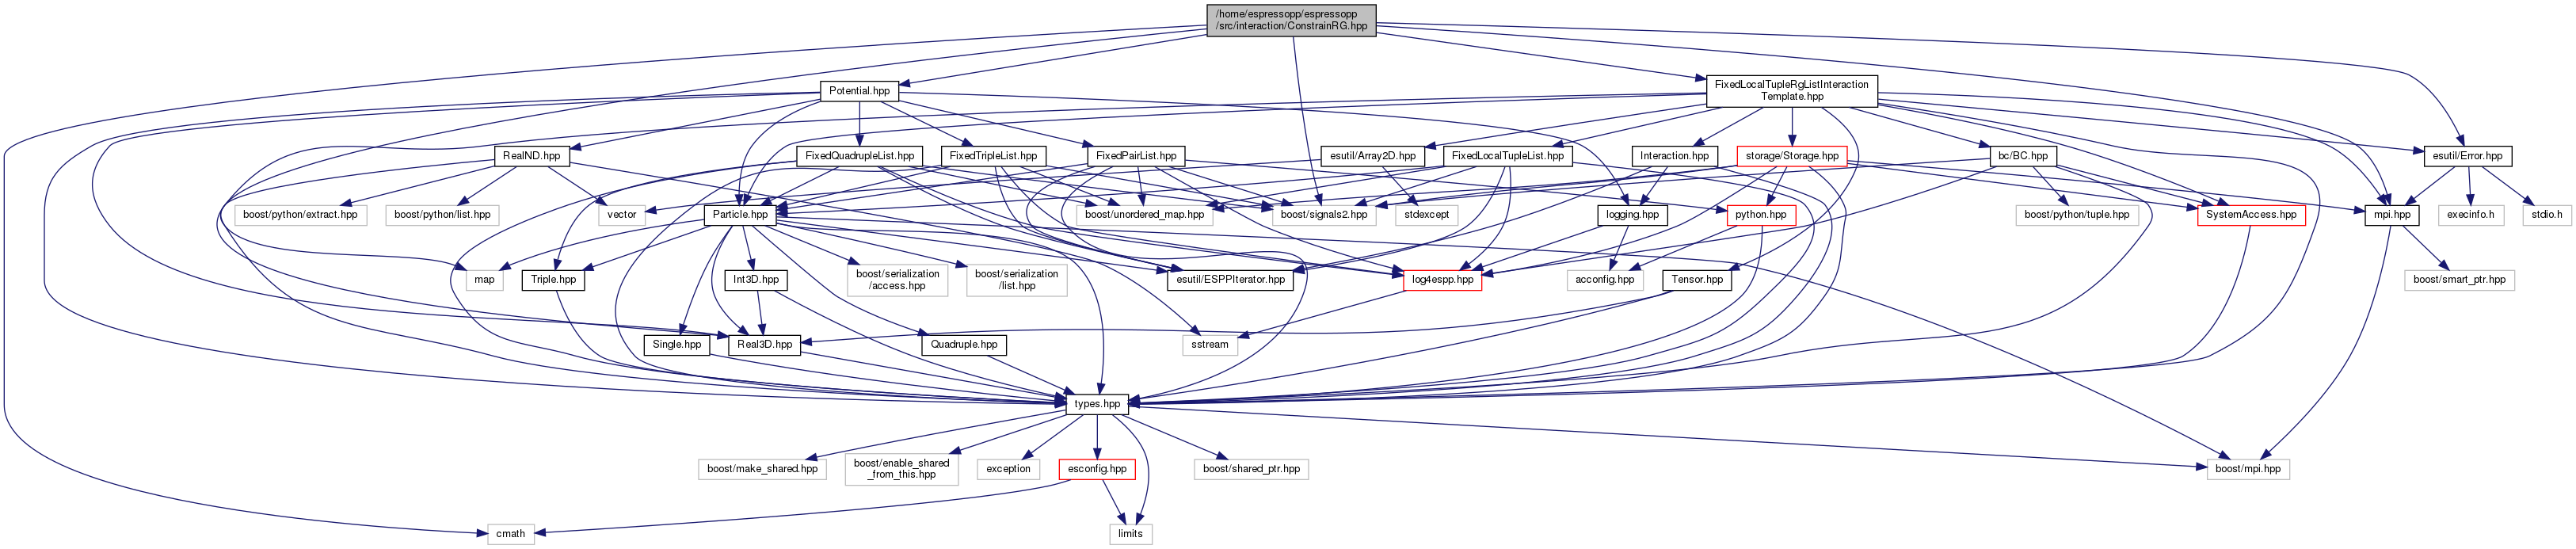 /home/espressopp/espressopp
/src/interaction/ConstrainRG.hpp
Potential.hpp
FixedLocalTupleRgListInteraction
Template.hpp
RealND.hpp
FixedQuadrupleList.hpp
FixedTripleList.hpp
FixedPairList.hpp
esutil/Array2D.hpp
FixedLocalTupleList.hpp
Interaction.hpp
storage/Storage.hpp
bc/BC.hpp
esutil/Error.hpp
boost/python/extract.hpp
boost/python/list.hpp
vector
Particle.hpp
boost/unordered_map.hpp
boost/signals2.hpp
stdexcept
logging.hpp
python.hpp
boost/python/tuple.hpp
SystemAccess.hpp
mpi.hpp
execinfo.h
stdio.h
map
Triple.hpp
Int3D.hpp
boost/serialization
/access.hpp
boost/serialization
/list.hpp
esutil/ESPPIterator.hpp
log4espp.hpp
acconfig.hpp
Tensor.hpp
boost/smart_ptr.hpp
Single.hpp
Real3D.hpp
Quadruple.hpp
sstream
types.hpp
boost/make_shared.hpp
boost/enable_shared
_from_this.hpp
exception
esconfig.hpp
boost/shared_ptr.hpp
boost/mpi.hpp
cmath
limits